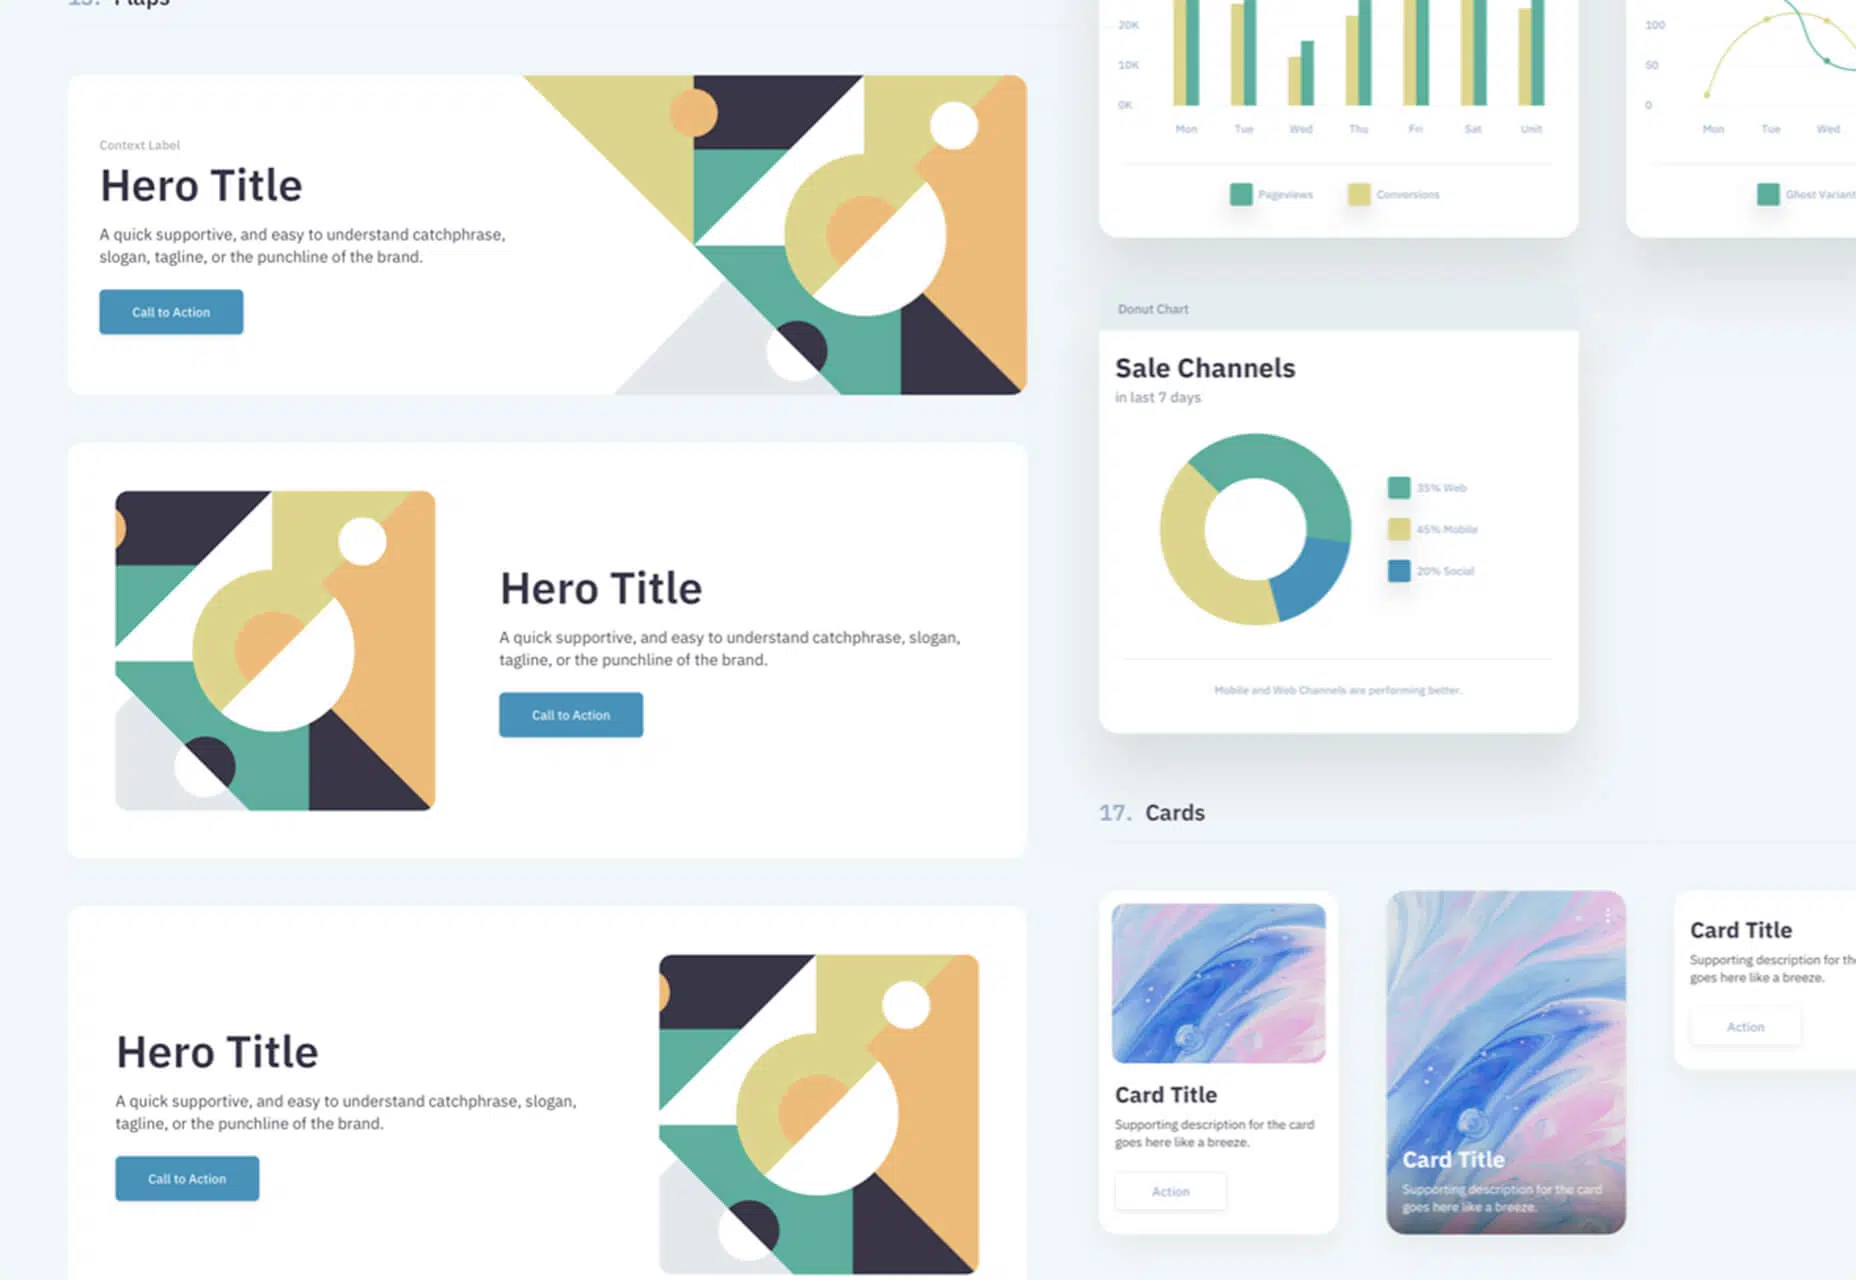 15. Flaps
Context Label
Hero Title
A quick supportive, and easy to understand catchphrase,
slogan, tagline, or the punchline of the brand.
Call to Action
Hero Title
A quick supportive, and easy to understand catchphrase, slogan,
tagline, or the punchline of the brand.
Call to Action
Hero Title
A quick supportive, and easy to understand catchphrase, slogan,
tagline, or the punchline of the brand.
Call to Action
20K
10K
0K
Mon Tue Wed Thu Fri Sat Unit
Pageviews Conversions
100
50
0
Mon Tue Wed
Ghost Variant
Donut Chart
Sale Channels
in last 7 days
35% Web
45% Mobile
20% Social
Mobile and Web Channels are performing better.
17. Cards
Card Title
Supporting description for the card
goes here like a breeze.
Action
Card Title
Supporting description for the card
goes here like a breeze.
Card Title
Supporting description for the
goes here like a breeze.
Action